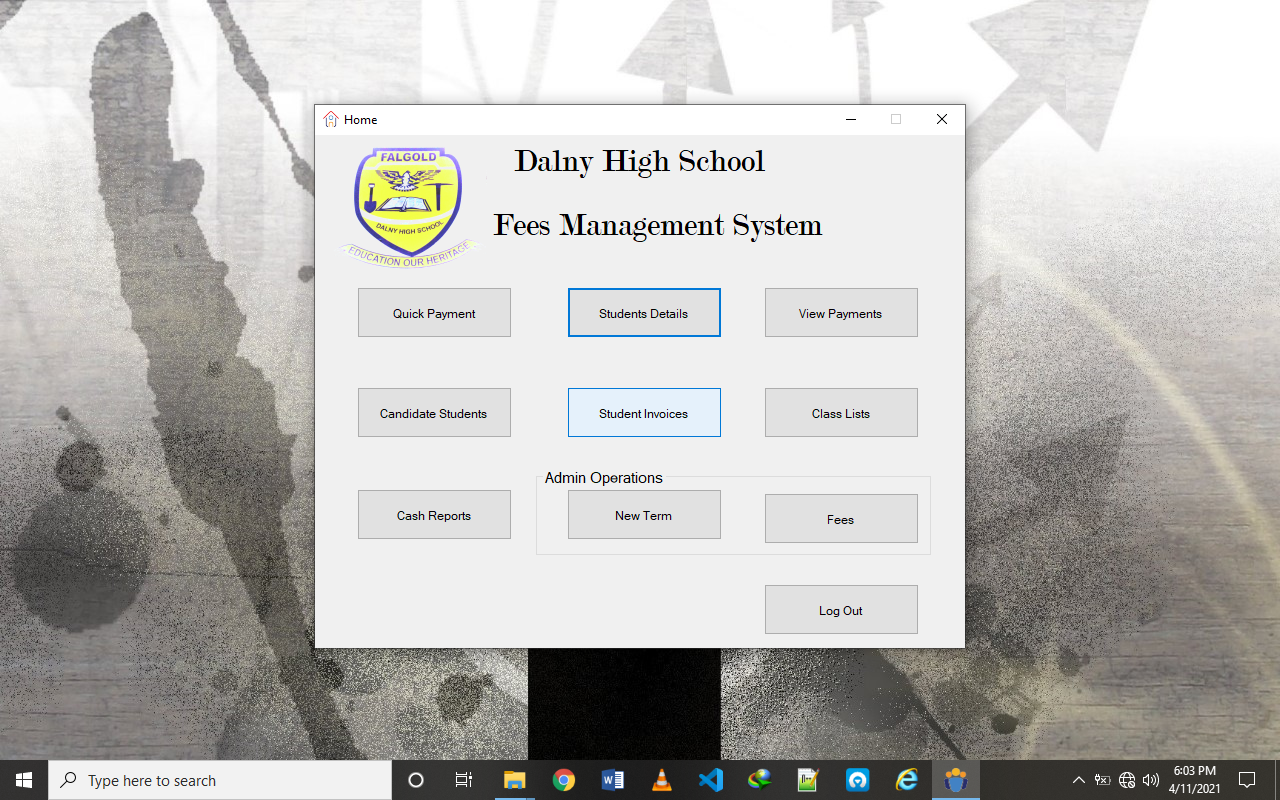 Home
FALGOLD
DALNY HIGH SCHOOL
EDUCATION OUR HERITAGE
Dalny High School
Fees Management System
Quick Payment
Students Details
View Payments
Candidate Students
Student Invoices
Class Lists
Admin Operations
Cash Reports
New Term
Fees
Log Out
Type here to search
6:03 PM
4/11/2021